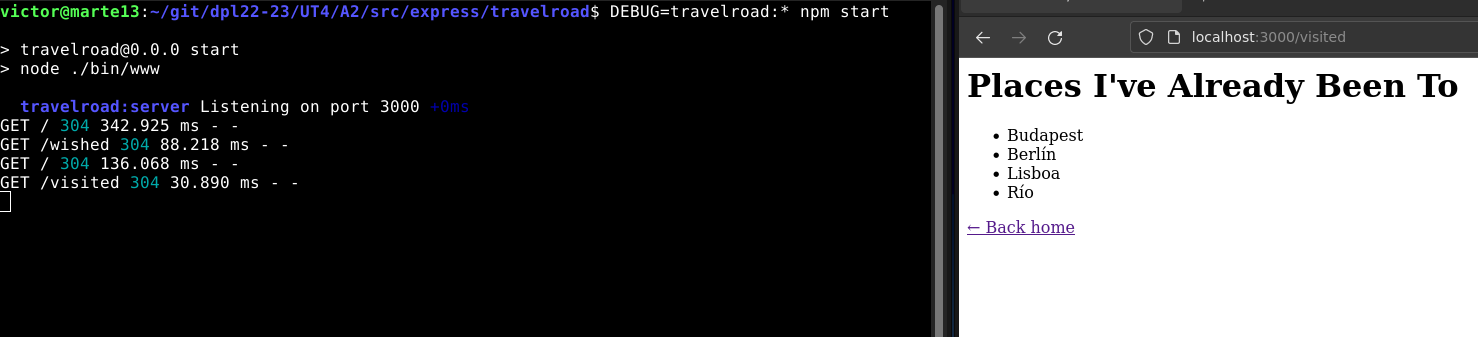 victor@marte13:~/git/dpl22-23/UT4/A2/src/express/travelroad$ DEBUG=travelroad:* npm start
> travelroad@0.0.0 start
> node ./bin/www
travelroad:server Listening on port 3000 +0ms
GET / 304 342.925 ms - -
GET /wished 304 88.218 ms - -
GET / 304 136.068 ms - -
GET /visited 304 30.890 ms - -
localhost:3000/visited
Places I've Already Been To
• Budapest
• Berlín
• Lisboa
• Río
← Back home